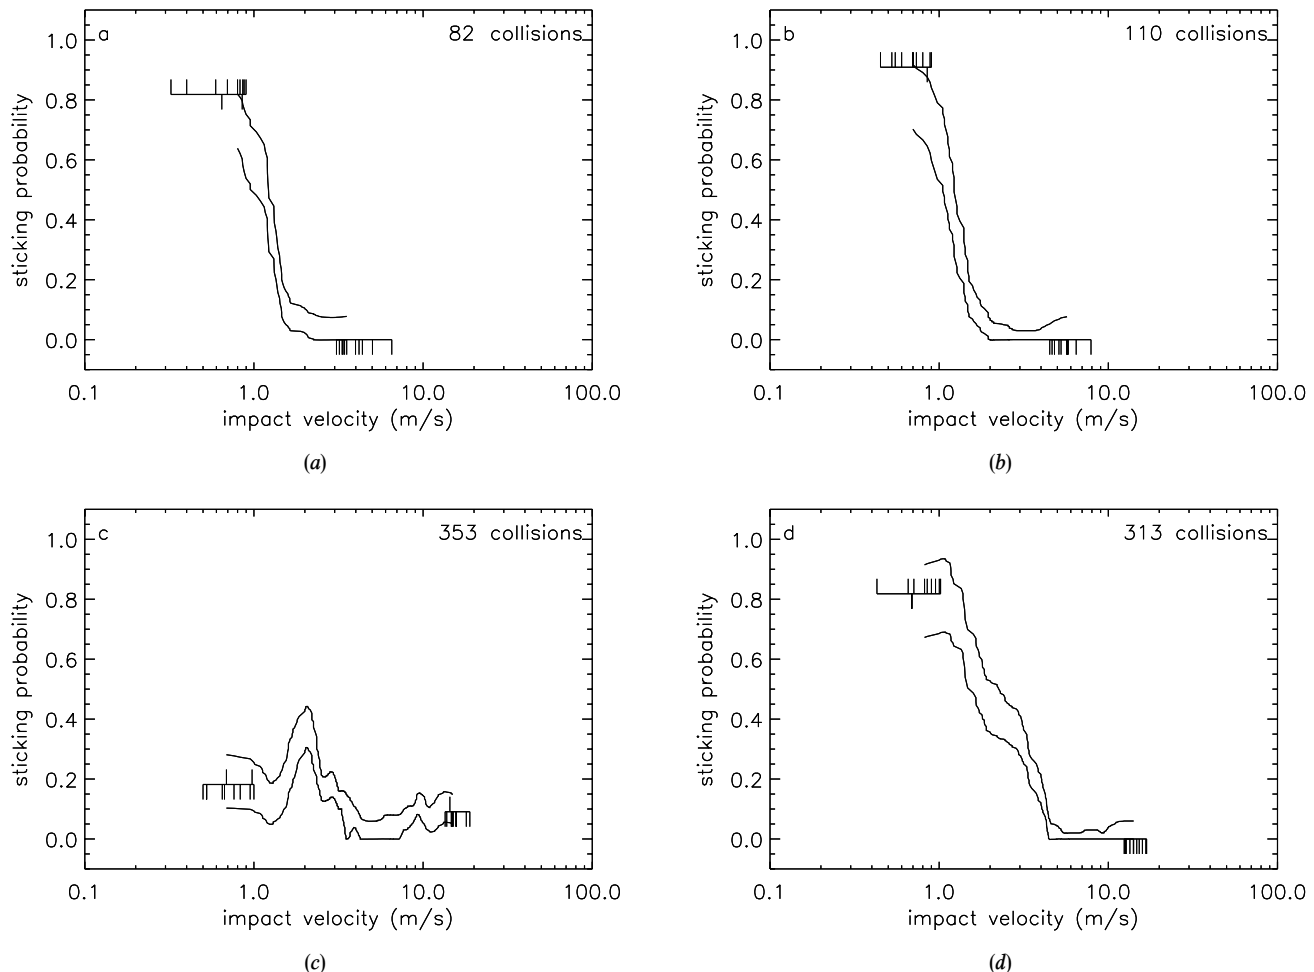 a
82 collisions
1.0
0.8
0.6
0.4
0.2
0.0
sticking probability
0.1 1.0 10.0 100.0
impact velocity (m/s)
(a)
b
110 collisions
1.0
0.8
0.6
0.4
0.2
0.0
sticking probability
0.1 1.0 10.0 100.0
impact velocity (m/s)
(b)
c
353 collisions
1.0
0.8
0.6
0.4
0.2
0.0
sticking probability
0.1 1.0 10.0 100.0
impact velocity (m/s)
(c)
d
313 collisions
1.0
0.8
0.6
0.4
0.2
0.0
sticking probability
0.1 1.0 10.0 100.0
impact velocity (m/s)
(d)